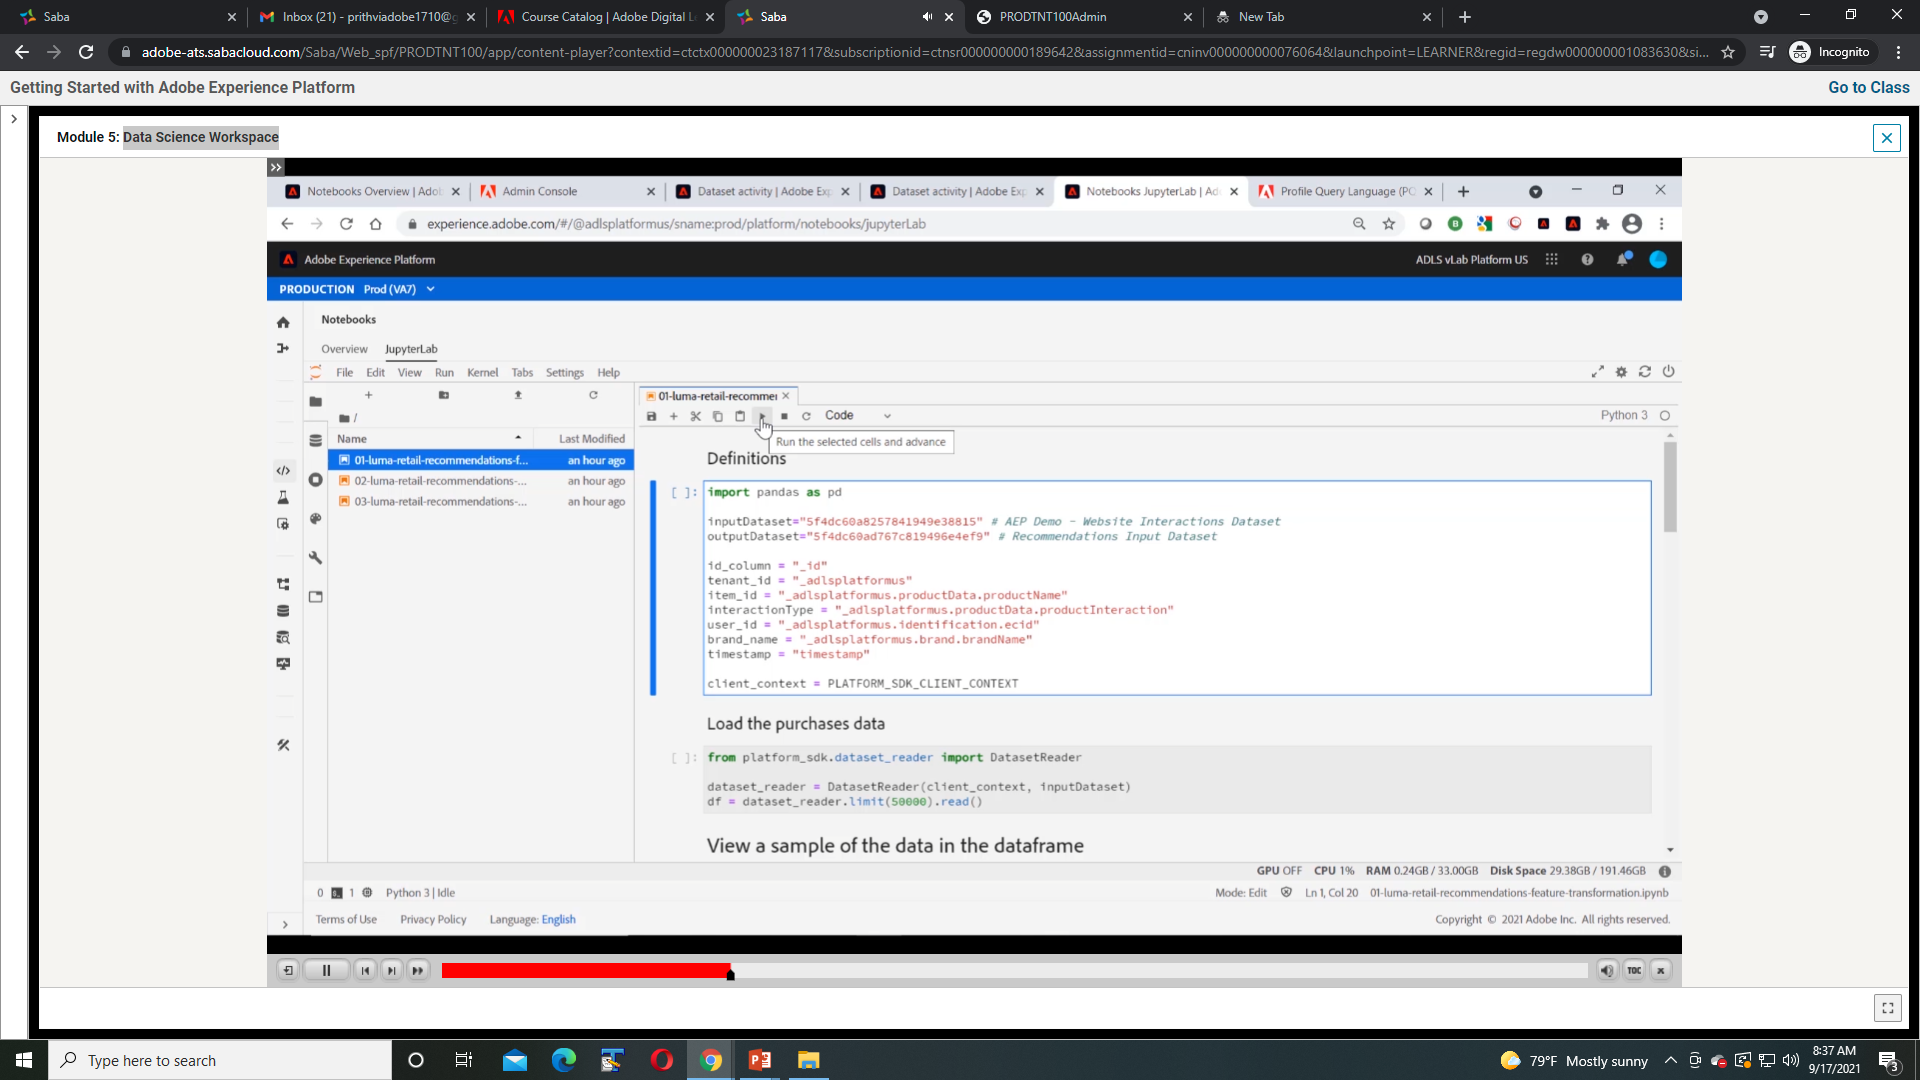 Saba
Inbox (21) - prithviadobe1710@g
Course Catalog | Adobe Digital L
Saba
PRODTNT100Admin
New Tab
adobe-ats.sabacloud.com/Saba/Web_spf/PRODTNT100/app/content-player?contextid=ctctx000000023187117&subscriptionid=ctnsr000000000189642&assignmentid=cninv000000000076064&launchpoint=LEARNER&regid=regdw000000001083630&si...
Incognito
Getting Started with Adobe Experience Platform
Go to Class
Module 5: Data Science Workspace
Notebooks Overview | Adob
Admin Console
Dataset activity | Adobe Exp
Dataset activity | Adobe Exp
Notebooks JupyterLab | Ado
Profile Query Language (PQ
experience.adobe.com/#/@adlsplatformus/sname:prod/platform/notebooks/jupyterLab
Adobe Experience Platform
ADLS vLab Platform US
PRODUCTION Prod (VA7)
Notebooks
Overview JupyterLab
File Edit View Run Kernel Tabs Settings Help
01-luma-retail-recommer
Code
Python 3
/
Run the selected cells and advance
Name Last Modified
01-luma-retail-recommendations-f... an hour ago
02-luma-retail-recommendations-... an hour ago
03-luma-retail-recommendations-... an hour ago
Definitions
[ ]: import pandas as pd
inputDataset="5f4dc60a8257841949e38815" # AEP Demo - Website Interactions Dataset
outputDataset="5f4dc60ad767c819496e4ef9" # Recommendations Input Dataset
id_column = "_id"
tenant_id = "_adlsplatformus"
item_id = "_adlsplatformus.productData.productName"
interactionType = "_adlsplatformus.productData.productInteraction"
user_id = "_adlsplatformus.identification.ecid"
brand_name = "_adlsplatformus.brand.brandName"
timestamp = "timestamp"
client_context = PLATFORM_SDK_CLIENT_CONTEXT
Load the purchases data
[ ]: from platform_sdk.dataset_reader import DatasetReader
dataset_reader = DatasetReader(client_context, inputDataset)
df = dataset_reader.limit(50000).read()
View a sample of the data in the dataframe
GPU OFF CPU 1% RAM 0.24GB / 33.00GB Disk Space 29.38GB / 191.46GB
0 1 Python 3 | Idle
Mode: Edit Ln 1, Col 20 01-luma-retail-recommendations-feature-transformation.ipynb
Terms of Use Privacy Policy Language: English
Copyright © 2021 Adobe Inc. All rights reserved.
TOC
Type here to search
79°F Mostly sunny
8:37 AM
9/17/2021
3